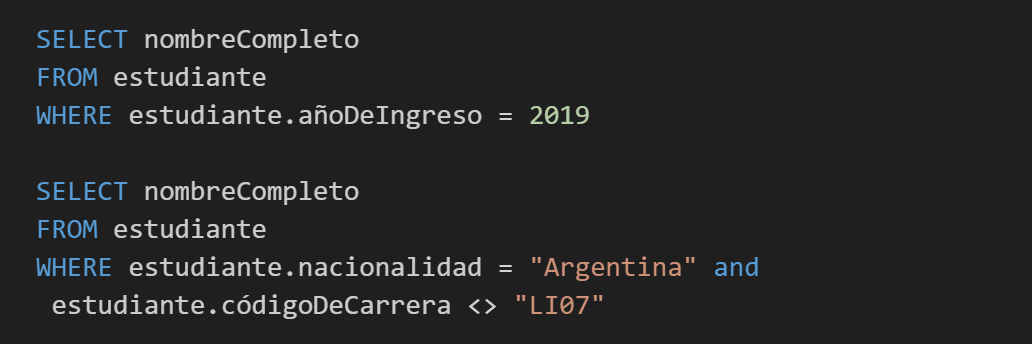 SELECT nombreCompleto
FROM estudiante
WHERE estudiante.añoDeIngreso = 2019
SELECT nombreCompleto
FROM estudiante
WHERE estudiante.nacionalidad = "Argentina" and
estudiante.códigoDeCarrera <> "LI07"